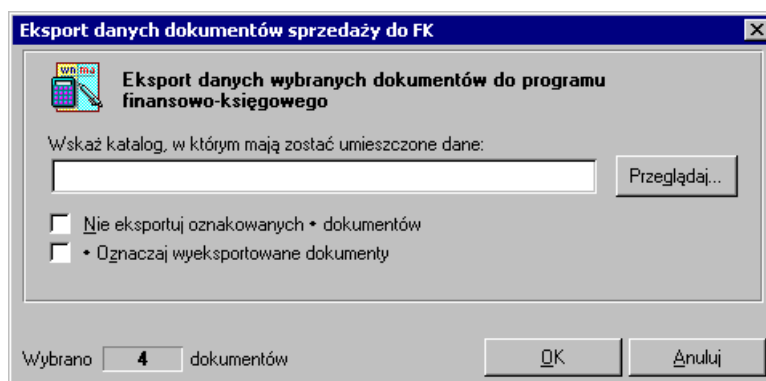 Eksport danych dokumentów sprzedaży do FK
wn ma
Eksport danych wybranych dokumentów do programu
finansowo-księgowego
Wskaż katalog, w którym mają zostać umieszczone dane:
Przeglądaj...
Nie eksportuj oznakowanych • dokumentów
• Oznaczaj wyeksportowane dokumenty
Wybrano 4 dokumentów
OK
Anuluj